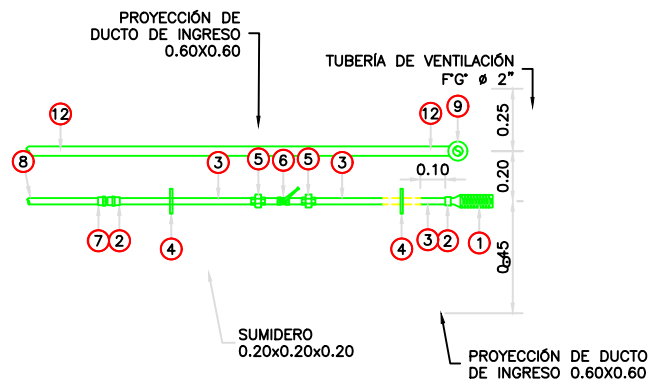 PROYECCIÓN DE
DUCTO DE INGRESO
0.60X0.60
TUBERÍA DE VENTILACIÓN
F°G° ø 2"
12
12
9
0.25
8
3
5
6
5
3
0.10
0.20
7
2
4
4
3
2
1
0.45
SUMIDERO
0.20x0.20x0.20
PROYECCIÓN DE DUCTO
DE INGRESO 0.60X0.60